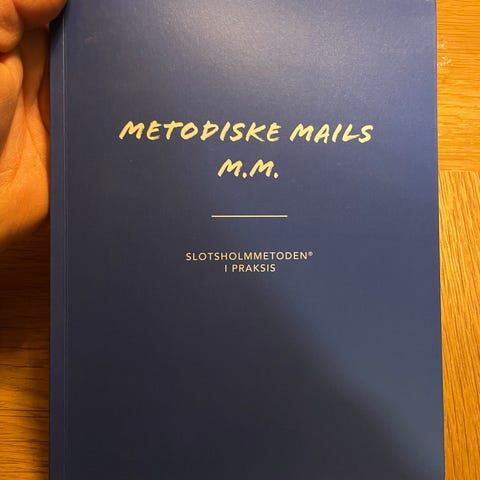 METODISKE MAILS
M.M.
SLOTSHOLMMETODEN®
I PRAKSIS